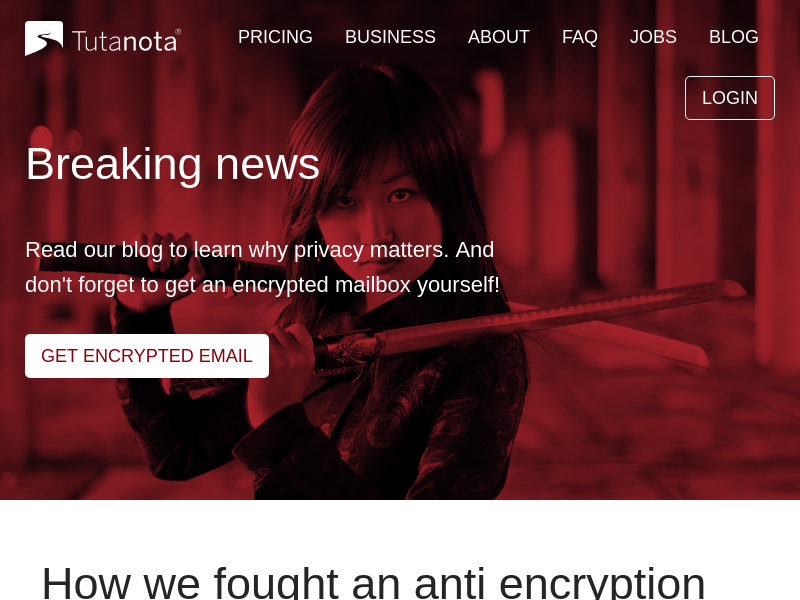 Tutanota®
PRICING
BUSINESS
ABOUT
FAQ
JOBS
BLOG
LOGIN
Breaking news
Read our blog to learn why privacy matters. And
don't forget to get an encrypted mailbox yourself!
GET ENCRYPTED EMAIL
How we fought an anti encryption